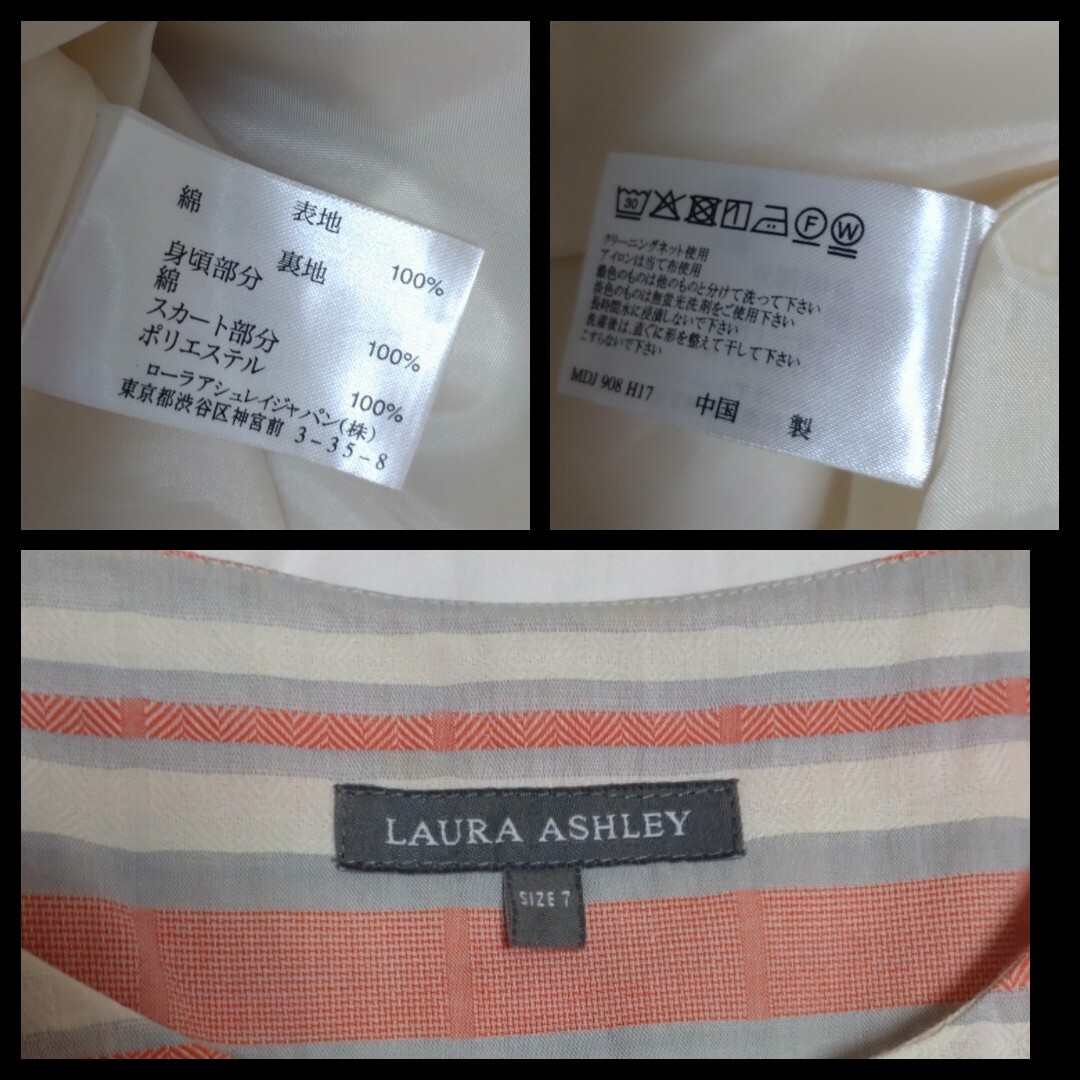 表地
綿 100%
裏地
身頃部分
綿 100%
スカート部分
ポリエステル 100%
ローラアシュレイジャパン(株)
東京都渋谷区神宮前 3-35-8
30 F W
クリーニングネット使用
アイロンは当て布使用
濃色のものは他のものと分けて洗って下さい
淡色のものは無蛍光洗剤をご使用下さい
長時間水に浸漬しないで下さい
洗濯後は、直ぐに形を整えて干して下さい
こすらないで下さい
MDJ 908 H17 中国 製
LAURA ASHLEY
SIZE 7